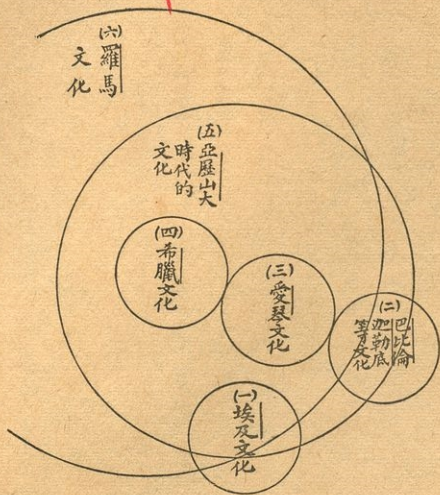 (六)羅馬
文化
(五)亞歷山大
時代的
文化
(四)希臘文化
(三)愛琴文化
(二)巴比倫
迦勒底
等文化
(一)埃及文化